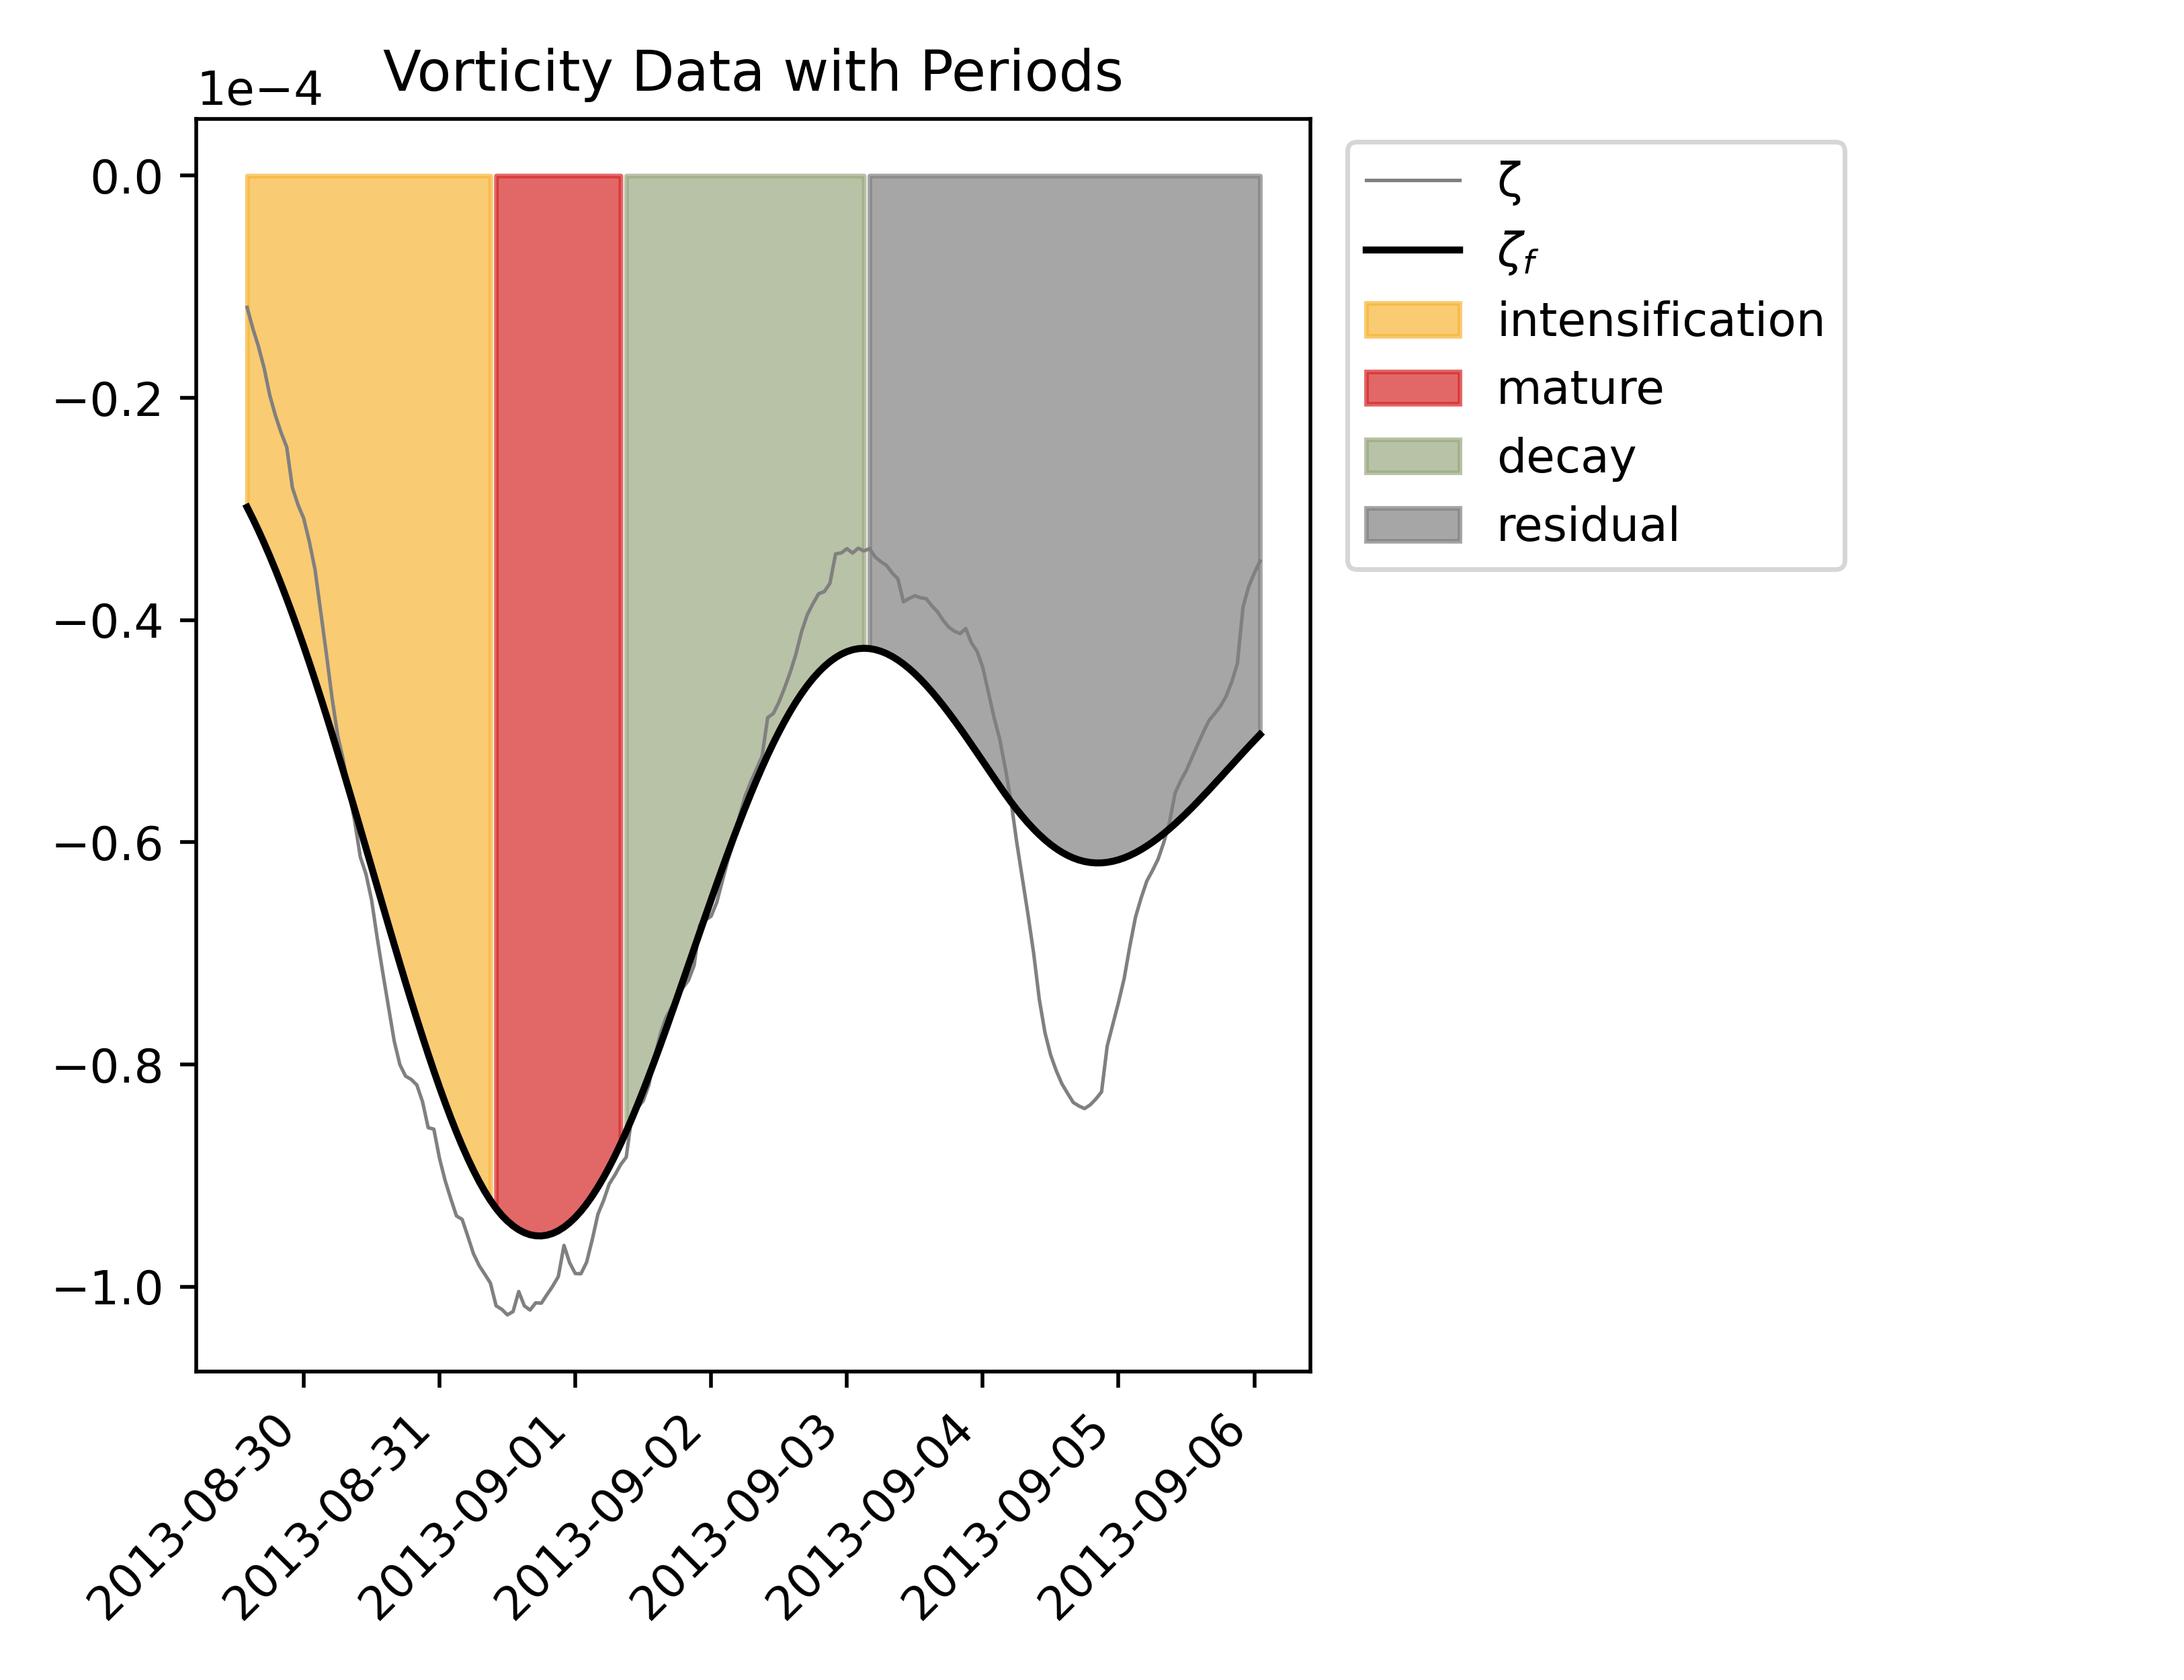 Vorticity Data with Periods
1e−4
0.0
−0.2
−0.4
−0.6
−0.8
−1.0
2013-08-30
2013-08-31
2013-09-01
2013-09-02
2013-09-03
2013-09-04
2013-09-05
2013-09-06
ζ
ζf
intensification
mature
decay
residual